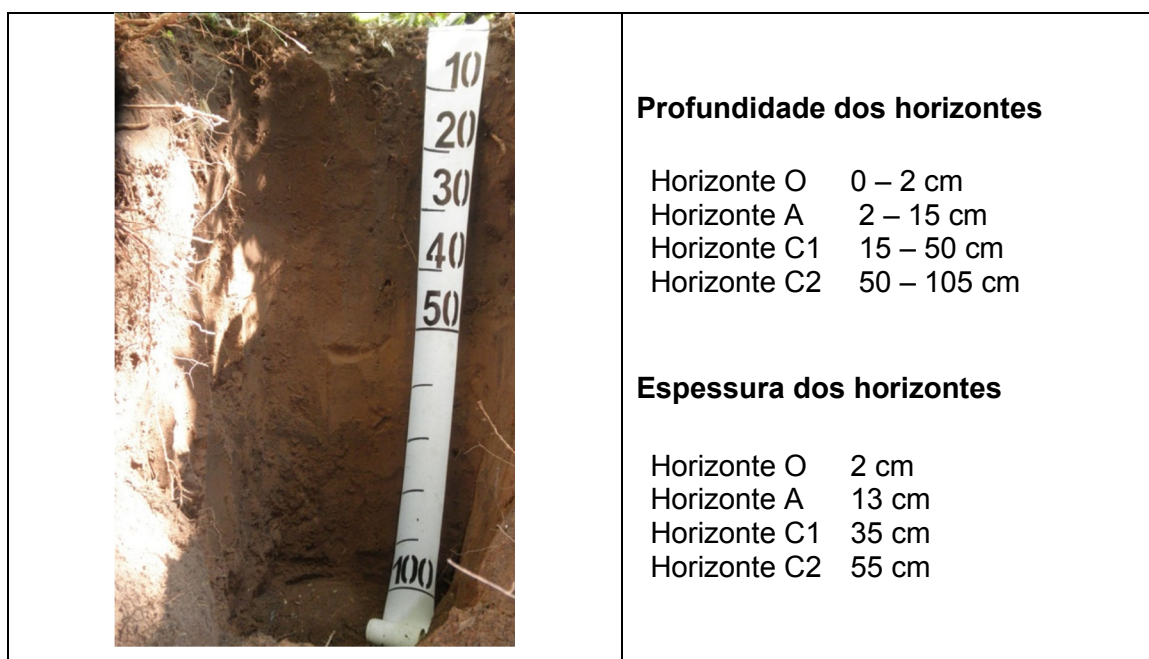 10
20
30
40
50
100
Profundidade dos horizontes
Horizonte O 0 – 2 cm
Horizonte A 2 – 15 cm
Horizonte C1 15 – 50 cm
Horizonte C2 50 – 105 cm
Espessura dos horizontes
Horizonte O 2 cm
Horizonte A 13 cm
Horizonte C1 35 cm
Horizonte C2 55 cm